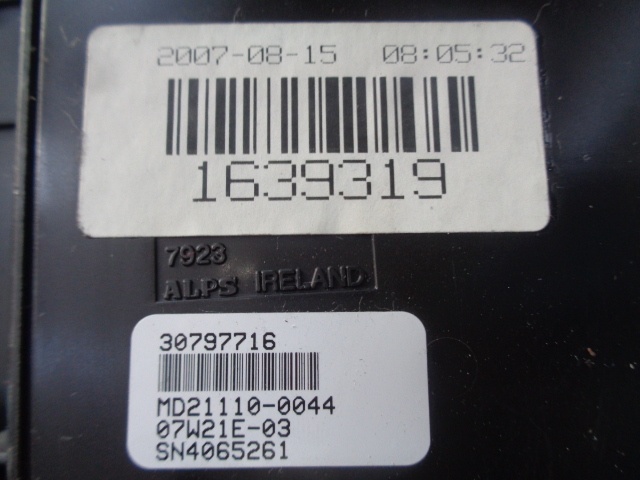 2007-08-15 08:05:32
1639319
7923
ALPS IRELAND
30797716
MD21110-0044
07W21E-03
SN4065261